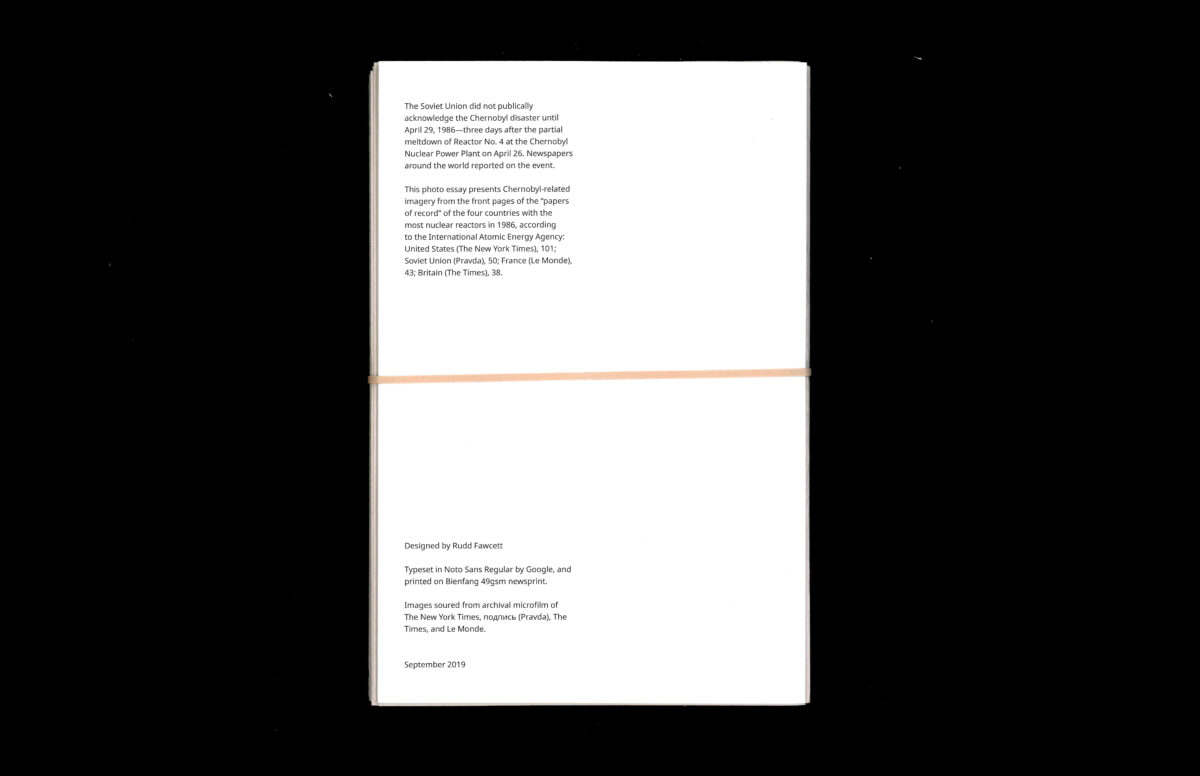 The Soviet Union did not publically
acknowledge the Chernobyl disaster until
April 29, 1986—three days after the partial
meltdown of Reactor No. 4 at the Chernobyl
Nuclear Power Plant on April 26. Newspapers
around the world reported on the event.
This photo essay presents Chernobyl-related
imagery from the front pages of the “papers
of record” of the four countries with the
most nuclear reactors in 1986, according
to the International Atomic Energy Agency:
United States (The New York Times), 101;
Soviet Union (Pravda), 50; France (Le Monde),
43; Britain (The Times), 38.
Designed by Rudd Fawcett
Typeset in Noto Sans Regular by Google, and
printed on Bienfang 49gsm newsprint.
Images soured from archival microfilm of
The New York Times, подпись (Pravda), The
Times, and Le Monde.
September 2019